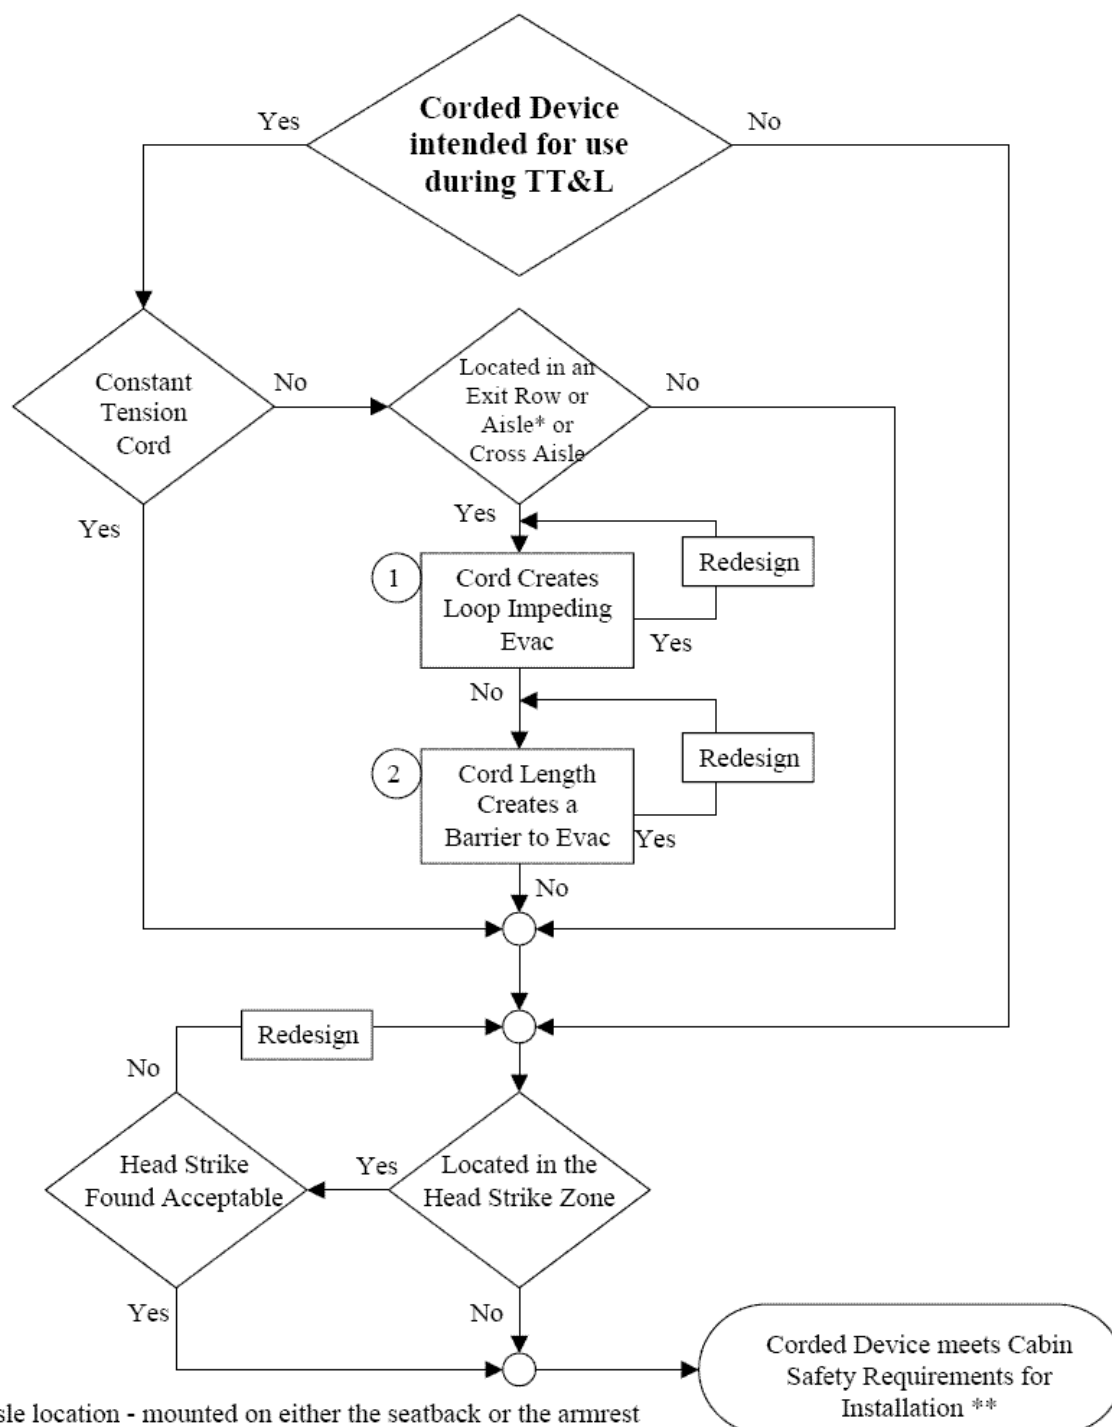 Corded Device
intended for use
during TT&L
Yes
No
Constant
Tension
Cord
No
Yes
Located in an
Exit Row or
Aisle* or
Cross Aisle
No
Yes
Redesign
1
Cord Creates
Loop Impeding
Evac
Yes
No
Redesign
2
Cord Length
Creates a
Barrier to Evac
Yes
No
Redesign
No
Head Strike
Found Acceptable
Yes
Located in the
Head Strike Zone
Yes
No
Corded Device meets Cabin
Safety Requirements for
Installation **
location - mounted on either the seatback or the armrest